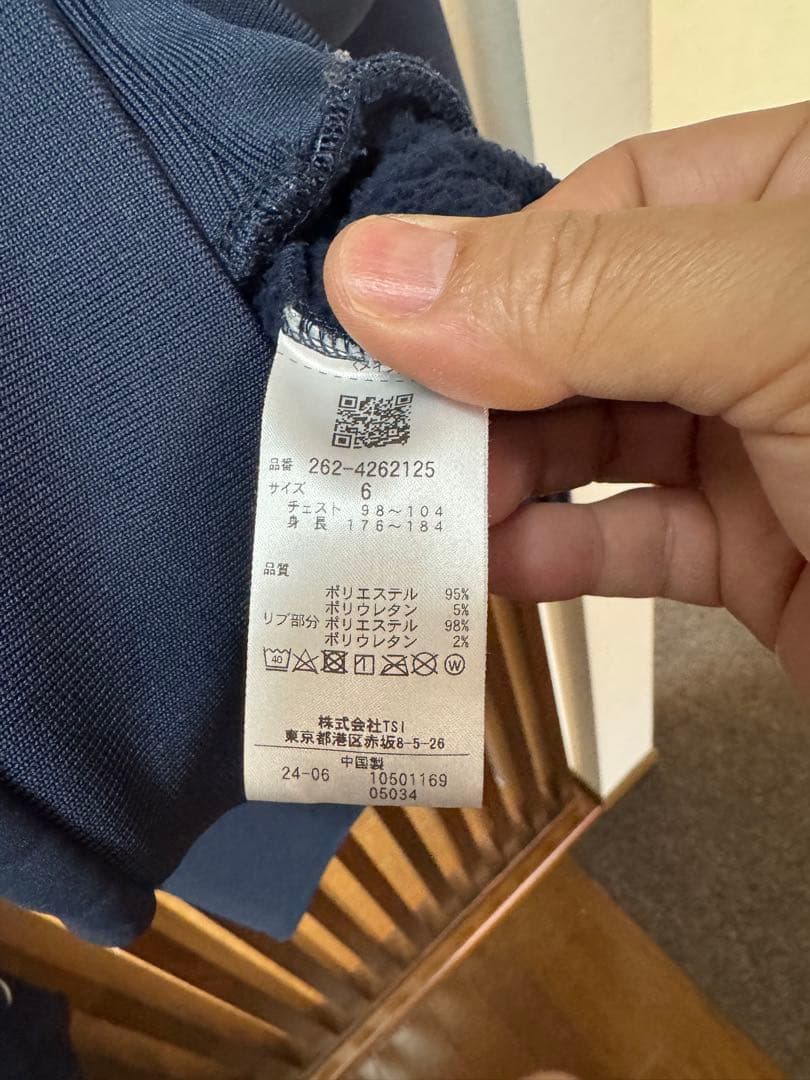 品番 262-4262125
サイズ 6
チェスト 98～104
身長 176～184
品質
ポリエステル 95%
ポリウレタン 5%
リブ部分 ポリエステル 98%
ポリウレタン 2%
40 W
株式会社TSI
東京都港区赤坂8-5-26
中国製
24-06 10501169
05034